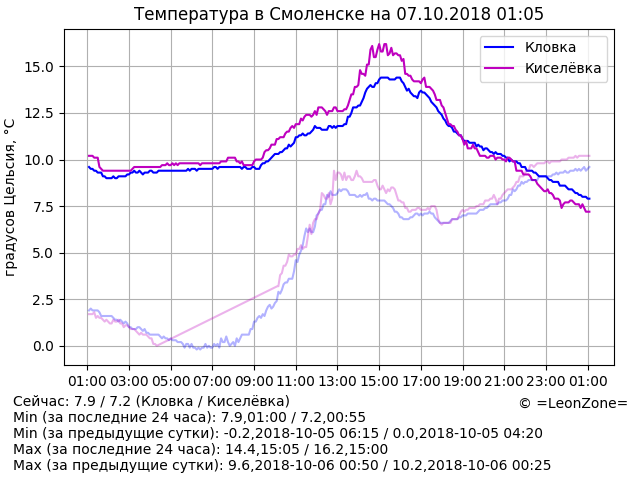 Температура в Смоленске на 07.10.2018 01:05
Кловка
Киселёвка
градусов Цельсия, °C
15.0
12.5
10.0
7.5
5.0
2.5
0.0
01:00 03:00 05:00 07:00 09:00 11:00 13:00 15:00 17:00 19:00 21:00 23:00 01:00
Сейчас: 7.9 / 7.2 (Кловка / Киселёвка)
© =LeonZone=
Min (за последние 24 часа): 7.9,01:00 / 7.2,00:55
Min (за предыдущие сутки): -0.2,2018-10-05 06:15 / 0.0,2018-10-05 04:20
Max (за последние 24 часа): 14.4,15:05 / 16.2,15:00
Max (за предыдущие сутки): 9.6,2018-10-06 00:50 / 10.2,2018-10-06 00:25